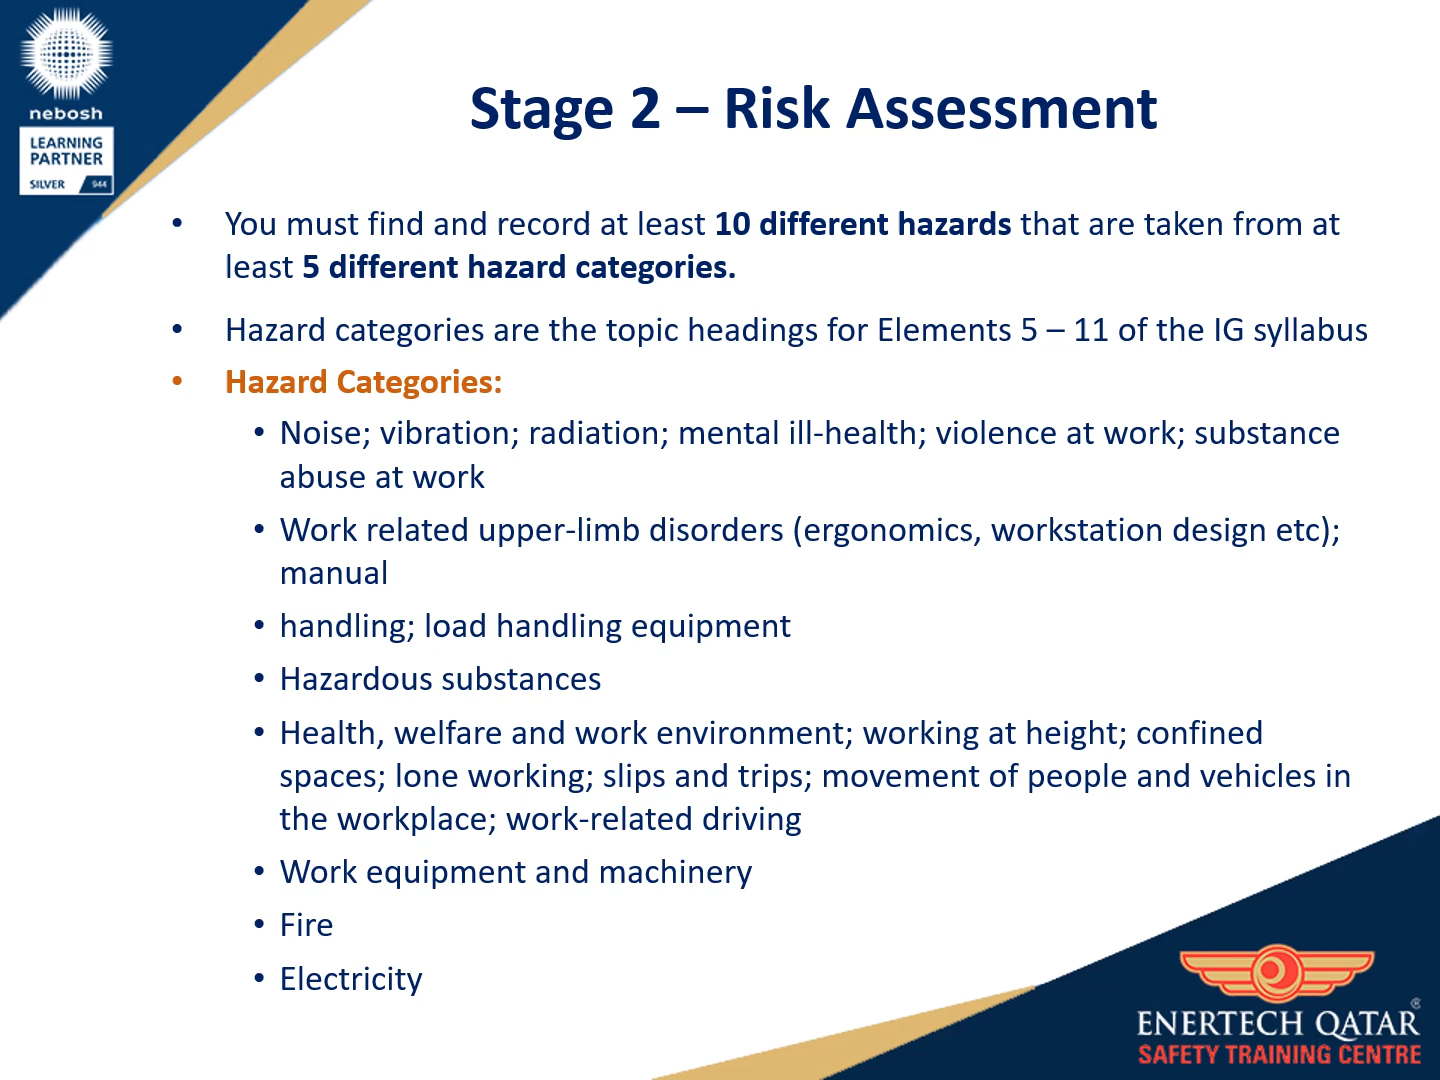 nebosh
LEARNING
PARTNER
SILVER 944
Stage 2 – Risk Assessment
• You must find and record at least 10 different hazards that are taken from at
least 5 different hazard categories.
• Hazard categories are the topic headings for Elements 5 – 11 of the IG syllabus
• Hazard Categories:
• Noise; vibration; radiation; mental ill-health; violence at work; substance
abuse at work
• Work related upper-limb disorders (ergonomics, workstation design etc);
manual
• handling; load handling equipment
• Hazardous substances
• Health, welfare and work environment; working at height; confined
spaces; lone working; slips and trips; movement of people and vehicles in
the workplace; work-related driving
• Work equipment and machinery
• Fire
• Electricity
ENERTECH QATAR®
SAFETY TRAINING CENTRE